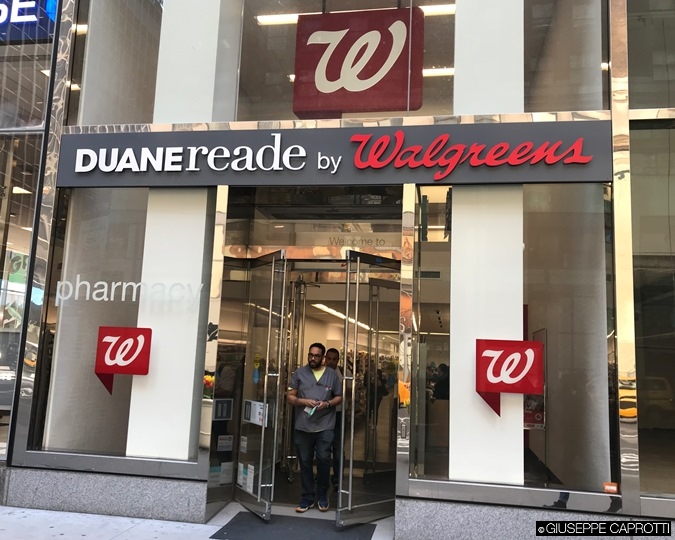 E
W
DUANEreade by Walgreens
Welcome to
pharmacy
W
W
©GIUSEPPE CAPROTTI